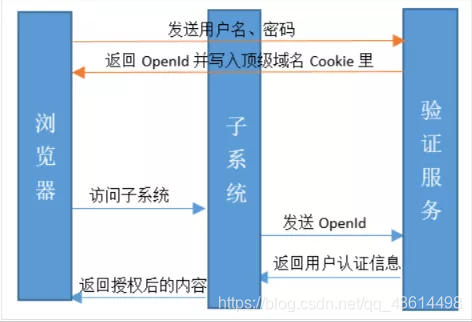 发送用户名、密码
返回 OpenId 并写入顶级域名 Cookie 里
浏览器
子系统
验证服务
访问子系统
发送 OpenId
返回用户认证信息
返回授权后的内容
https://blog.csdn.net/qq_43614498